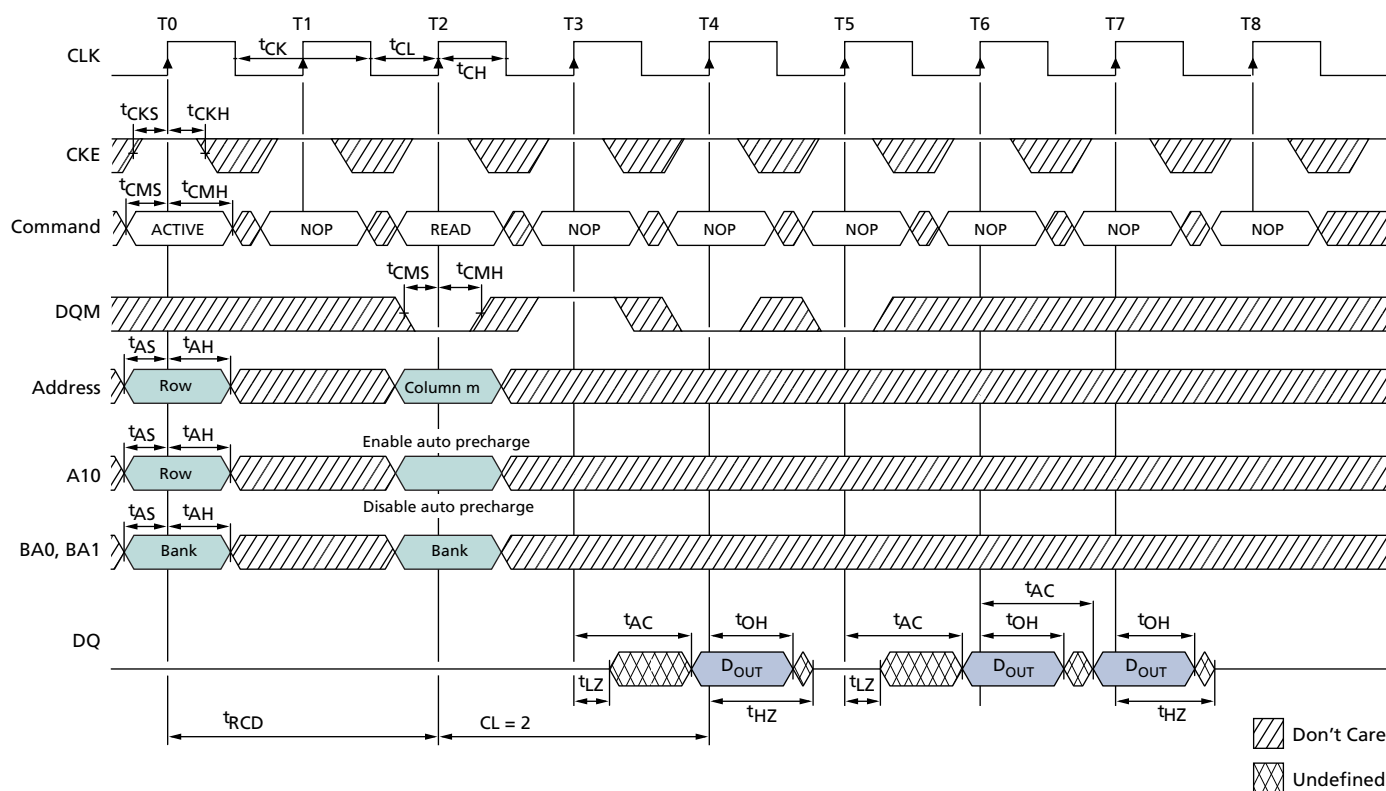 T0 T1 T2 T3 T4 T5 T6 T7 T8
CLK tCK tCL
tCH
tCKS tCKH
CKE
tCMS tCMH
Command ACTIVE NOP READ NOP NOP NOP NOP NOP NOP
tCMS tCMH
DQM
tAS tAH
Address Row Column m
tAS tAH Enable auto precharge
A10 Row
tAS tAH Disable auto precharge
BA0, BA1 Bank Bank
tAC
DQ tAC tOH tAC tOH tOH
DOUT DOUT DOUT
tLZ tHZ tLZ tHZ
tRCD CL = 2
Don't Care
Undefined